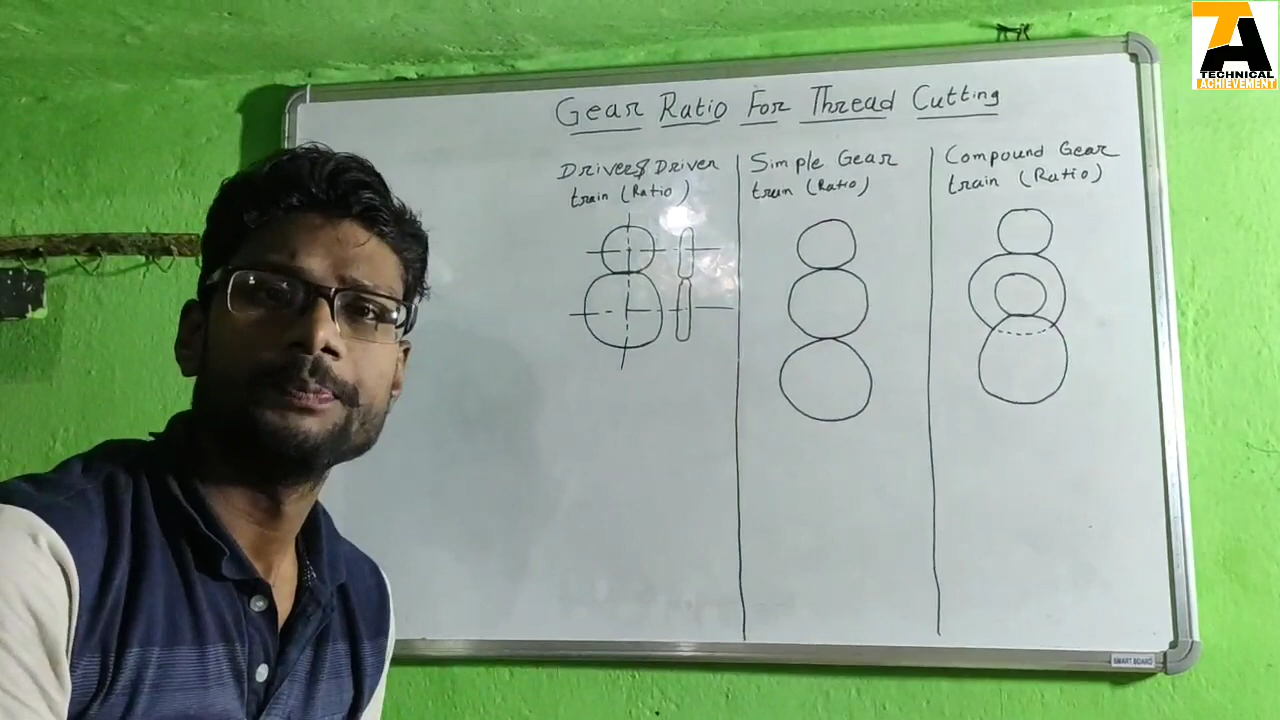 Gear Ratio For Thread Cutting
Driver & Driven
train (Ratio)
Simple Gear
train (Ratio)
Compound Gear
train (Ratio)
TA
TECHNICAL
ACHIEVEMENT
SMART BOARD